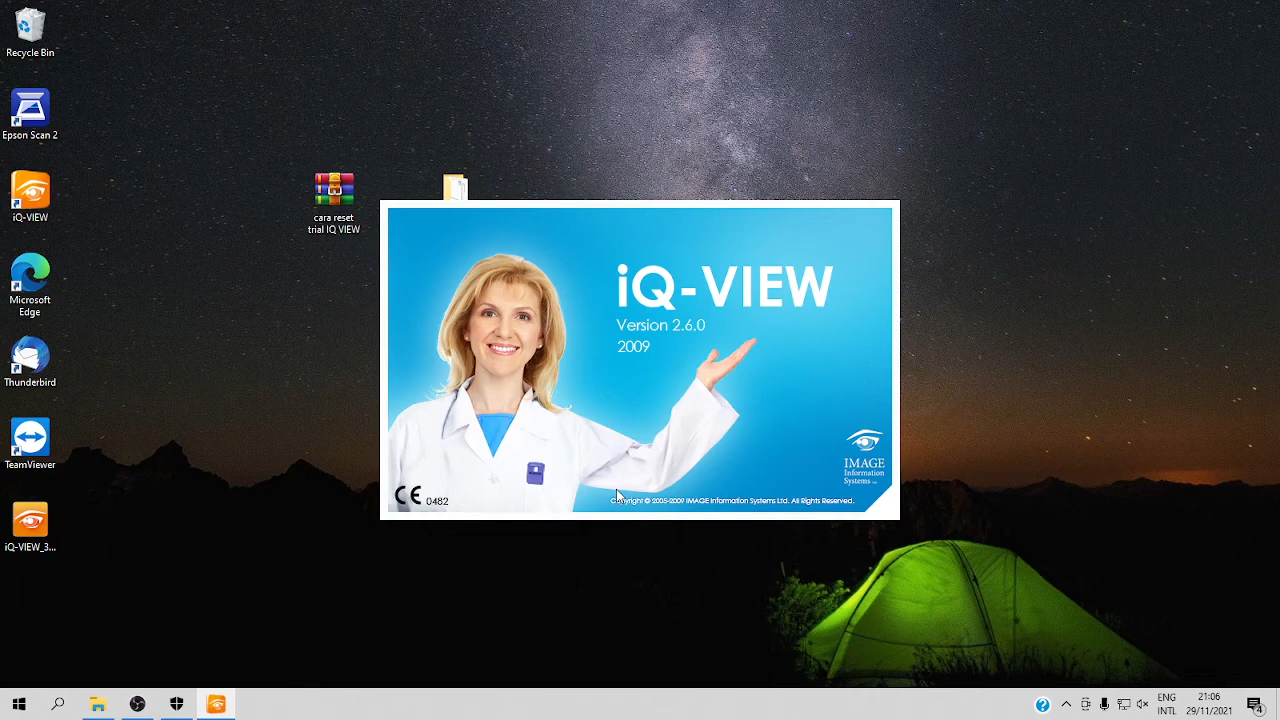 Recycle Bin
Epson Scan 2
iQ-VIEW
Microsoft
Edge
Thunderbird
TeamViewer
iQ-VIEW_3...
cara reset
trial IQ VIEW
iQ-VIEW
Version 2.6.0
2009
IMAGE
Information
Systems
CE 0482
Copyright © 2005-2009 IMAGE Information Systems Ltd. All Rights Reserved.
ENG
INTL
21:06
29/11/2021
4